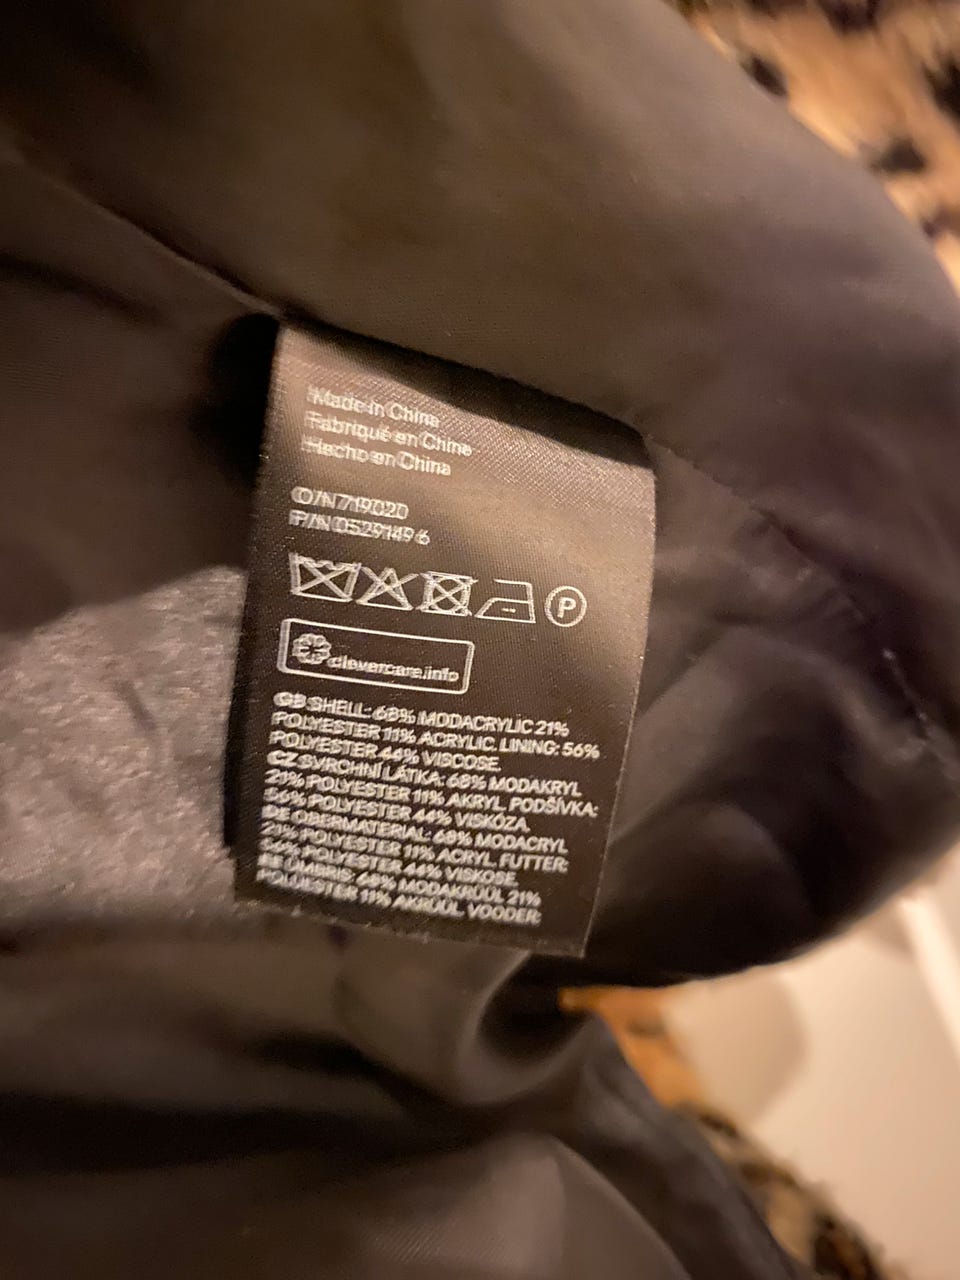 Made in China
Fabriqué en Chine
Hecho en China
O/N 719020
P/N 0529149 6
P
clevercare.info
GB SHELL: 68% MODACRYLIC 21%
POLYESTER 11% ACRYLIC. LINING: 56%
POLYESTER 44% VISCOSE.
CZ SVRCHNÍ LÁTKA: 68% MODAKRYL
21% POLYESTER 11% AKRYL. PODŠÍVKA:
56% POLYESTER 44% VISKÓZA.
DE OBERMATERIAL: 68% MODACRYL
21% POLYESTER 11% ACRYL. FUTTER:
56% POLYESTER 44% VISKOSE.
EE ÜMBRIS: 68% MODAKRÜÜL 21%
POLÜESTER 11% AKRÜÜL. VOODER: